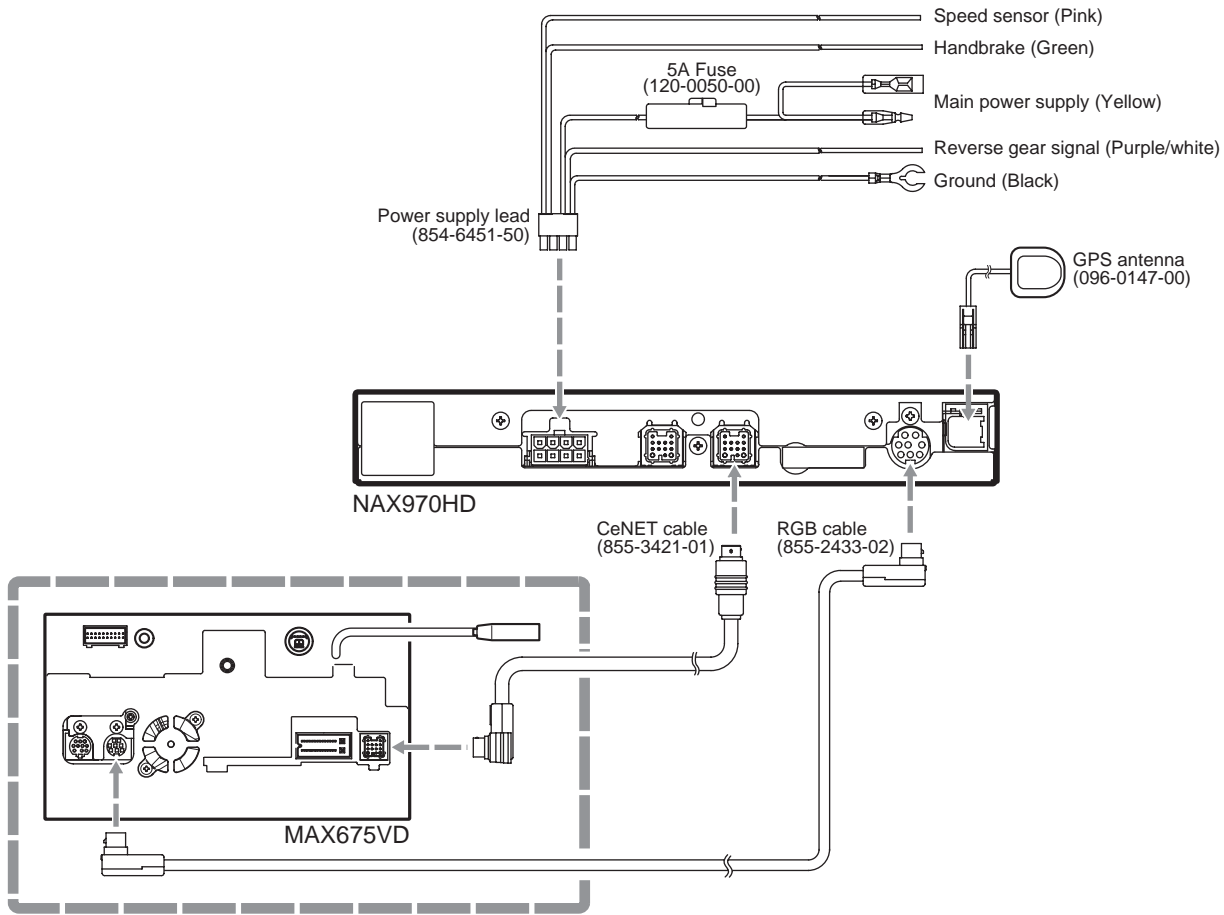 Speed sensor (Pink)
Handbrake (Green)
5A Fuse
(120-0050-00)
Main power supply (Yellow)
Reverse gear signal (Purple/white)
Ground (Black)
Power supply lead
(854-6451-50)
GPS antenna
(096-0147-00)
NAX970HD
CeNET cable
(855-3421-01)
RGB cable
(855-2433-02)
MAX675VD